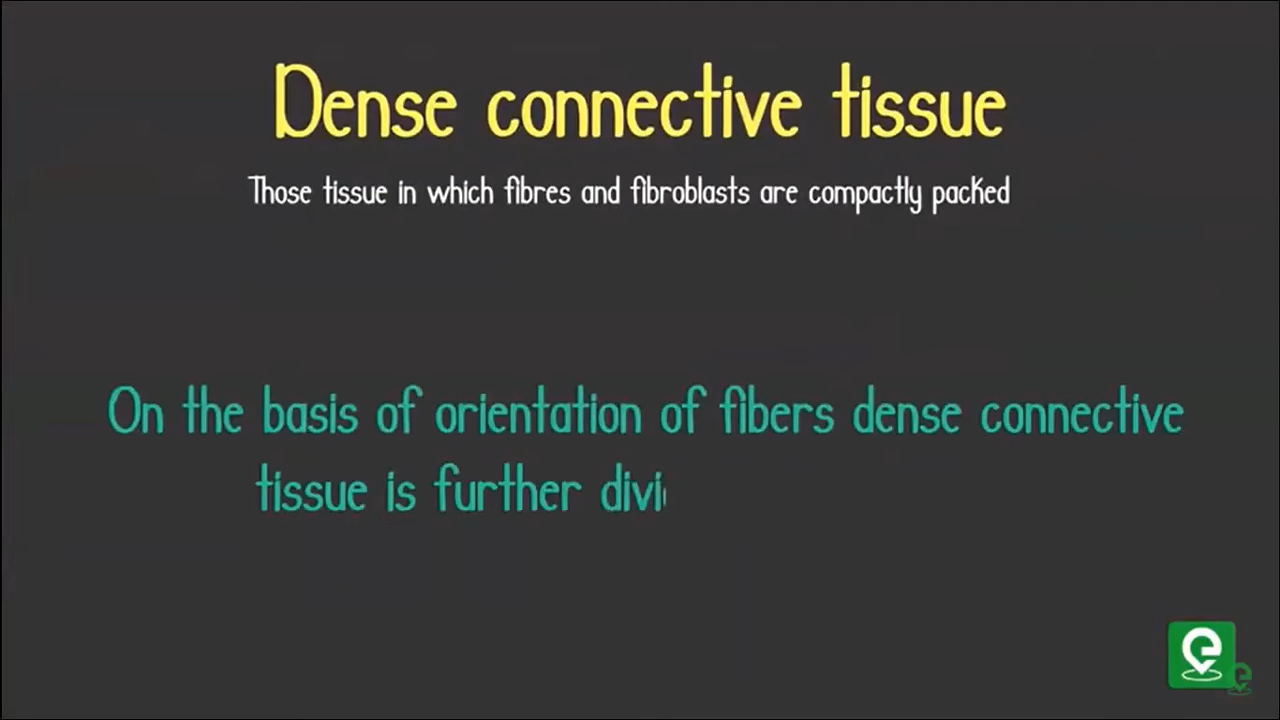 Dense connective tissue
Those tissue in which fibres and fibroblasts are compactly packed
On the basis of orientation of fibers dense connective
tissue is further divi